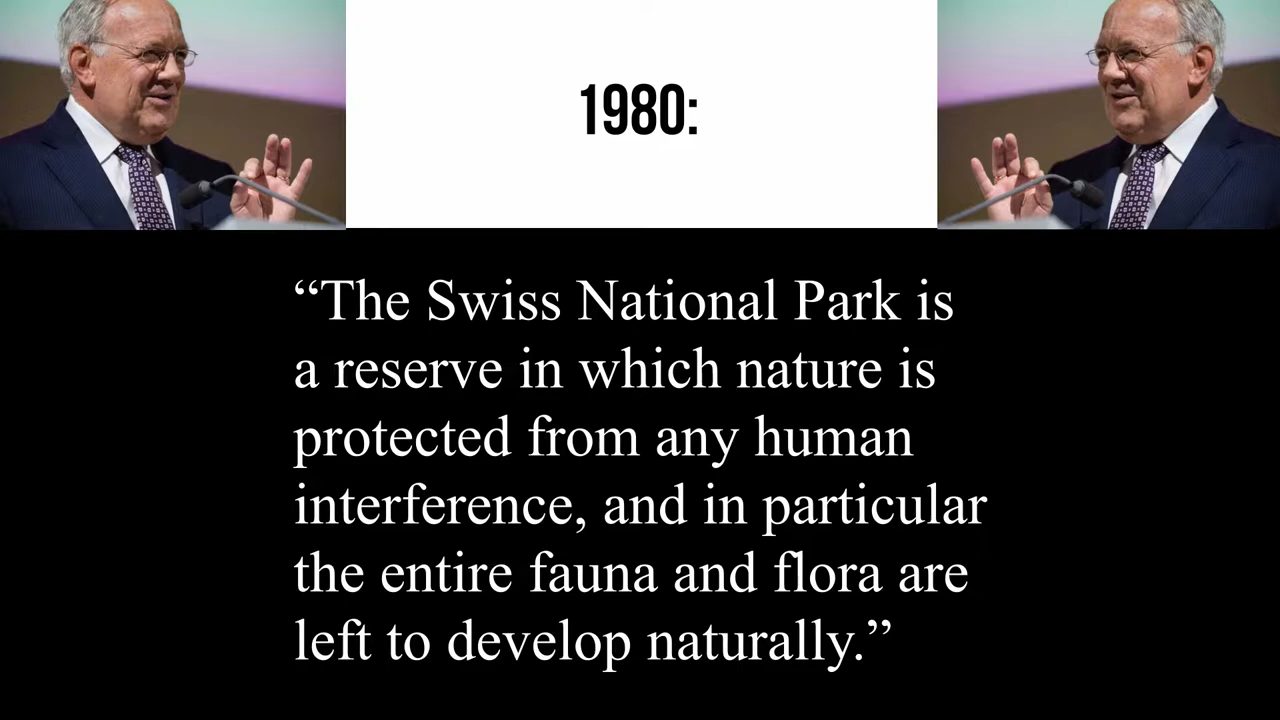 1980:
“The Swiss National Park is
a reserve in which nature is
protected from any human
interference, and in particular
the entire fauna and flora are
left to develop naturally.”